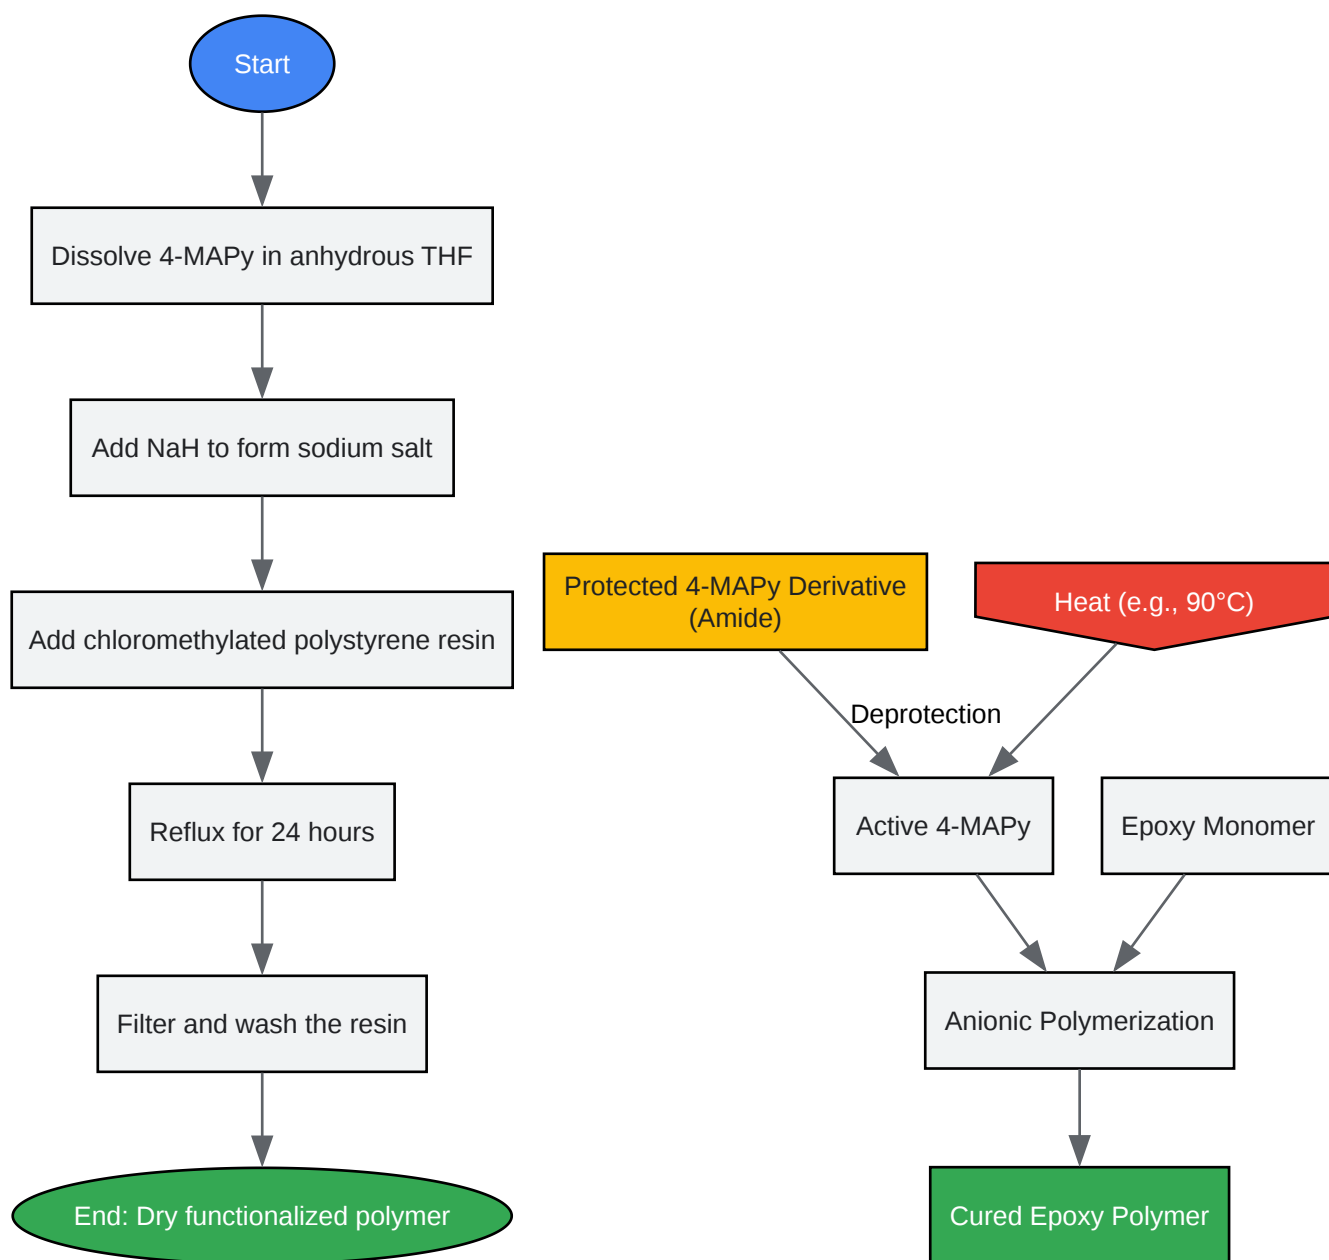 Start
Dissolve 4-MAPy in anhydrous THF
Add NaH to form sodium salt
Add chloromethylated polystyrene resin
Reflux for 24 hours
Filter and wash the resin
End: Dry functionalized polymer
Protected 4-MAPy Derivative
(Amide)
Heat (e.g., 90°C)
Deprotection
Active 4-MAPy
Epoxy Monomer
Anionic Polymerization
Cured Epoxy Polymer